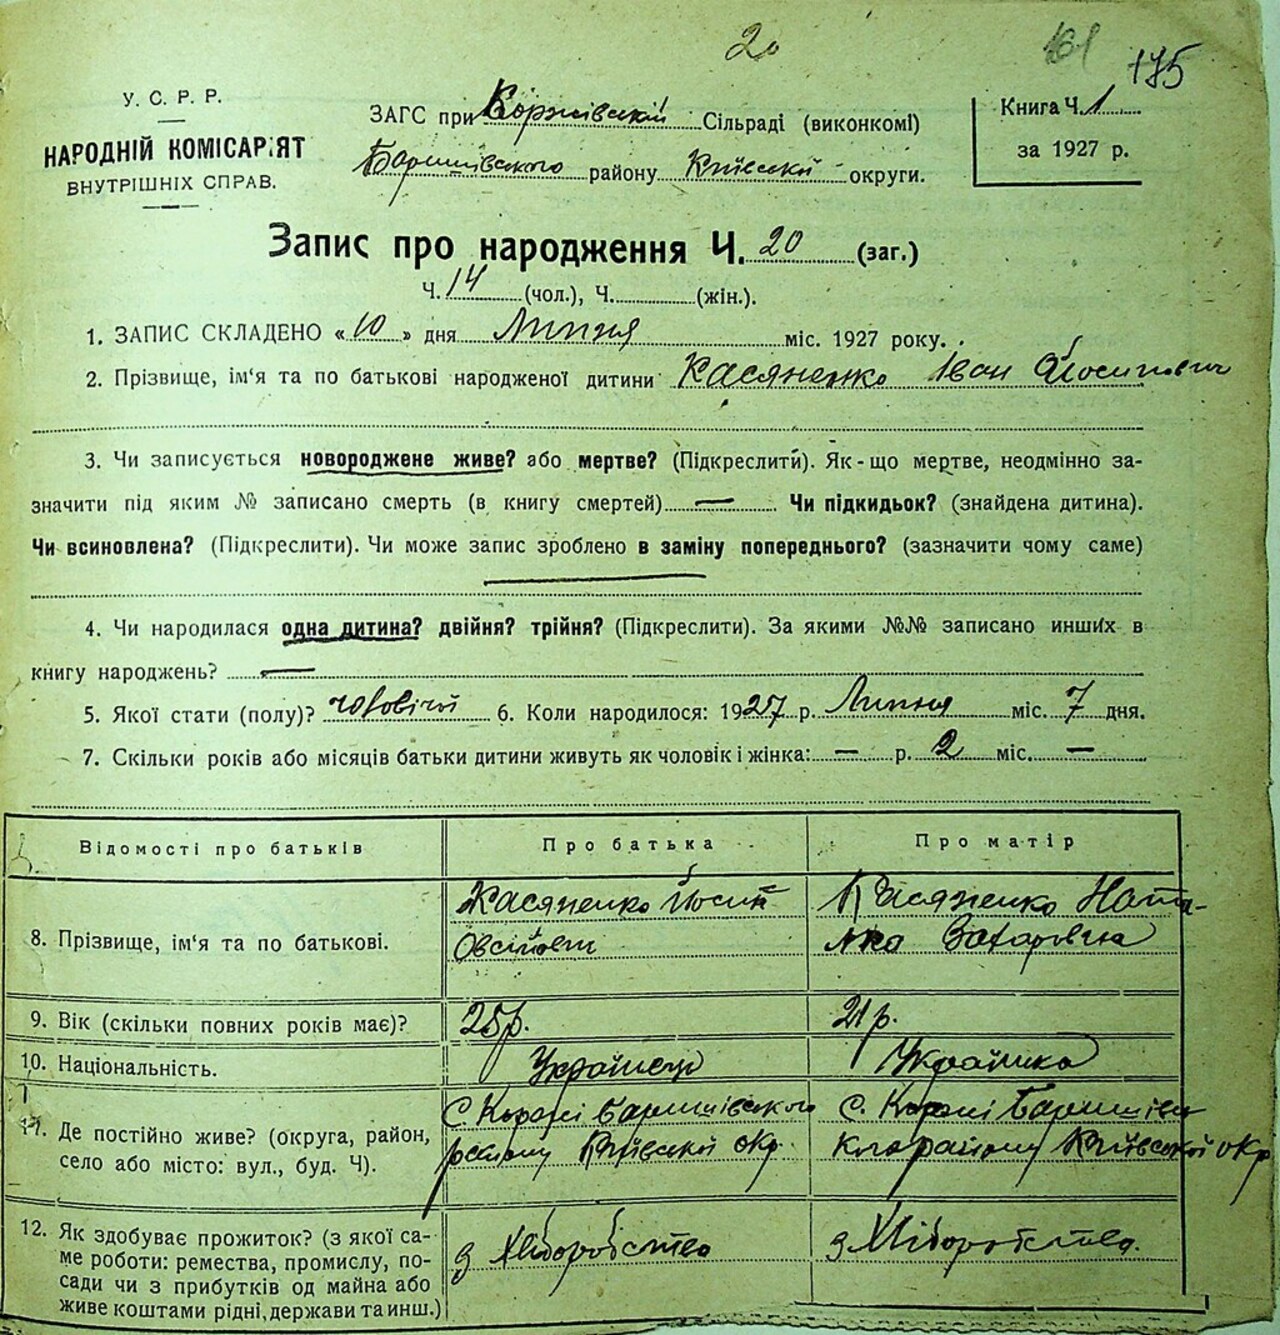 20
161
175
У. С. Р. Р.
НАРОДНІЙ КОМІСАРІЯТ
ВНУТРІШНІХ СПРАВ.
ЗАГС при Коржівській Сільраді (виконкомі)
Баришівського району Київської округи.
Книга Ч. 1
за 1927 р.
Запис про народження Ч. 20 (заг.)
Ч. 14 (чол.), Ч. (жін.).
1. ЗАПИС СКЛАДЕНО «10» дня Липня міс. 1927 року.
2. Прізвище, ім'я та по батькові народженої дитини Касяненко Іван Йосипович
3. Чи записується новороджене живе? або мертве? (Підкреслити). Як-що мертве, неодмінно за-
значити під яким № записано смерть (в книгу смертей) — Чи підкидьок? (знайдена дитина).
Чи всиновлена? (Підкреслити). Чи може запис зроблено в заміну попереднього? (зазначити чому саме)
4. Чи народилася одна дитина? двійня? трійня? (Підкреслити). За якими №№ записано инших в
книгу народжень? —
5. Якої стати (полу)? чоловічої 6. Коли народилося: 1927 р. Липня міс. 7 дня.
7. Скільки років або місяців батьки дитини живуть як чоловік і жінка: — р. 2 міс. —
Відомості про батьків
Про батька
Про матір
8. Прізвище, ім'я та по батькові.
Касяненко Йосип
Овсійович
Касяненко Ната-
лка Захаровна
9. Вік (скільки повних років має)?
25 р.
21 р.
10. Національність.
Українець
Українка
11. Де постійно живе? (округа, район,
село або місто: вул., буд. Ч).
С. Коржі Баришівського
району Київської окр.
С. Коржі Баришівсь
кого району Київської окр
12. Як здобуває прожиток? (з якої са-
ме роботи: ремества, промислу, по-
сади чи з прибутків од майна або
живе коштами рідні, держави та инш.)
з Хліборобства
з Хліборобства